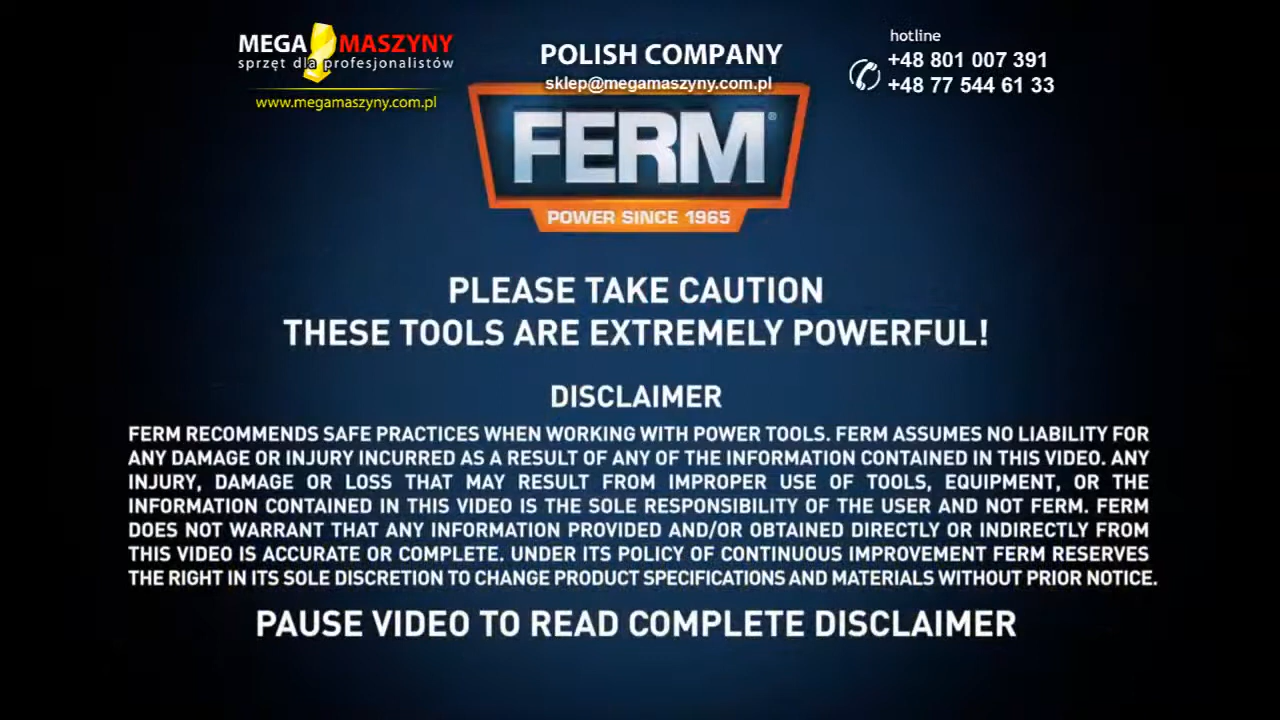 MEGA MASZYNY
sprzęt dla profesjonalistów
www.megamaszyny.com.pl
POLISH COMPANY
sklep@megamaszyny.com.pl
hotline
+48 801 007 391
+48 77 544 61 33
FERM®
POWER SINCE 1965
PLEASE TAKE CAUTION
THESE TOOLS ARE EXTREMELY POWERFUL!
DISCLAIMER
FERM RECOMMENDS SAFE PRACTICES WHEN WORKING WITH POWER TOOLS. FERM ASSUMES NO LIABILITY FOR
ANY DAMAGE OR INJURY INCURRED AS A RESULT OF ANY OF THE INFORMATION CONTAINED IN THIS VIDEO. ANY
INJURY, DAMAGE OR LOSS THAT MAY RESULT FROM IMPROPER USE OF TOOLS, EQUIPMENT, OR THE
INFORMATION CONTAINED IN THIS VIDEO IS THE SOLE RESPONSIBILITY OF THE USER AND NOT FERM. FERM
DOES NOT WARRANT THAT ANY INFORMATION PROVIDED AND/OR OBTAINED DIRECTLY OR INDIRECTLY FROM
THIS VIDEO IS ACCURATE OR COMPLETE. UNDER ITS POLICY OF CONTINUOUS IMPROVEMENT FERM RESERVES
THE RIGHT IN ITS SOLE DISCRETION TO CHANGE PRODUCT SPECIFICATIONS AND MATERIALS WITHOUT PRIOR NOTICE.
PAUSE VIDEO TO READ COMPLETE DISCLAIMER